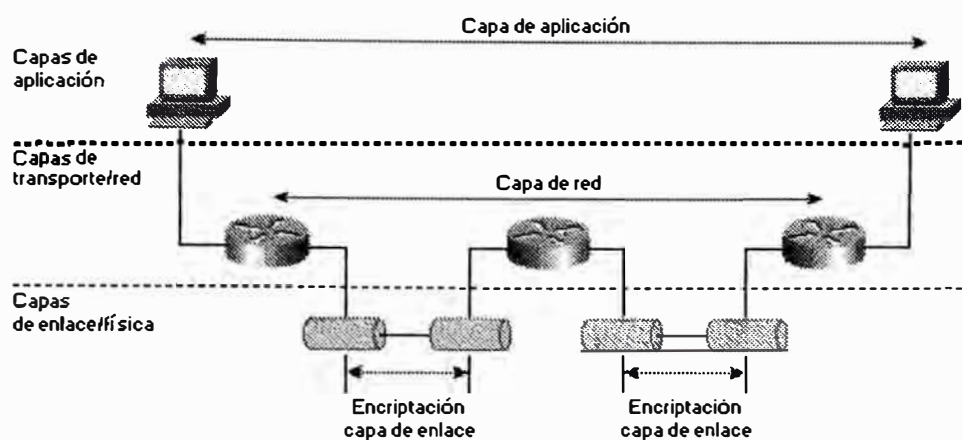 Capa de aplicación
Capas de
aplicación
Capas de
transporte/red
Capa de red
Capas
de enlace/física
Encriptación
capa de enlace
Encriptación
capa de enlace